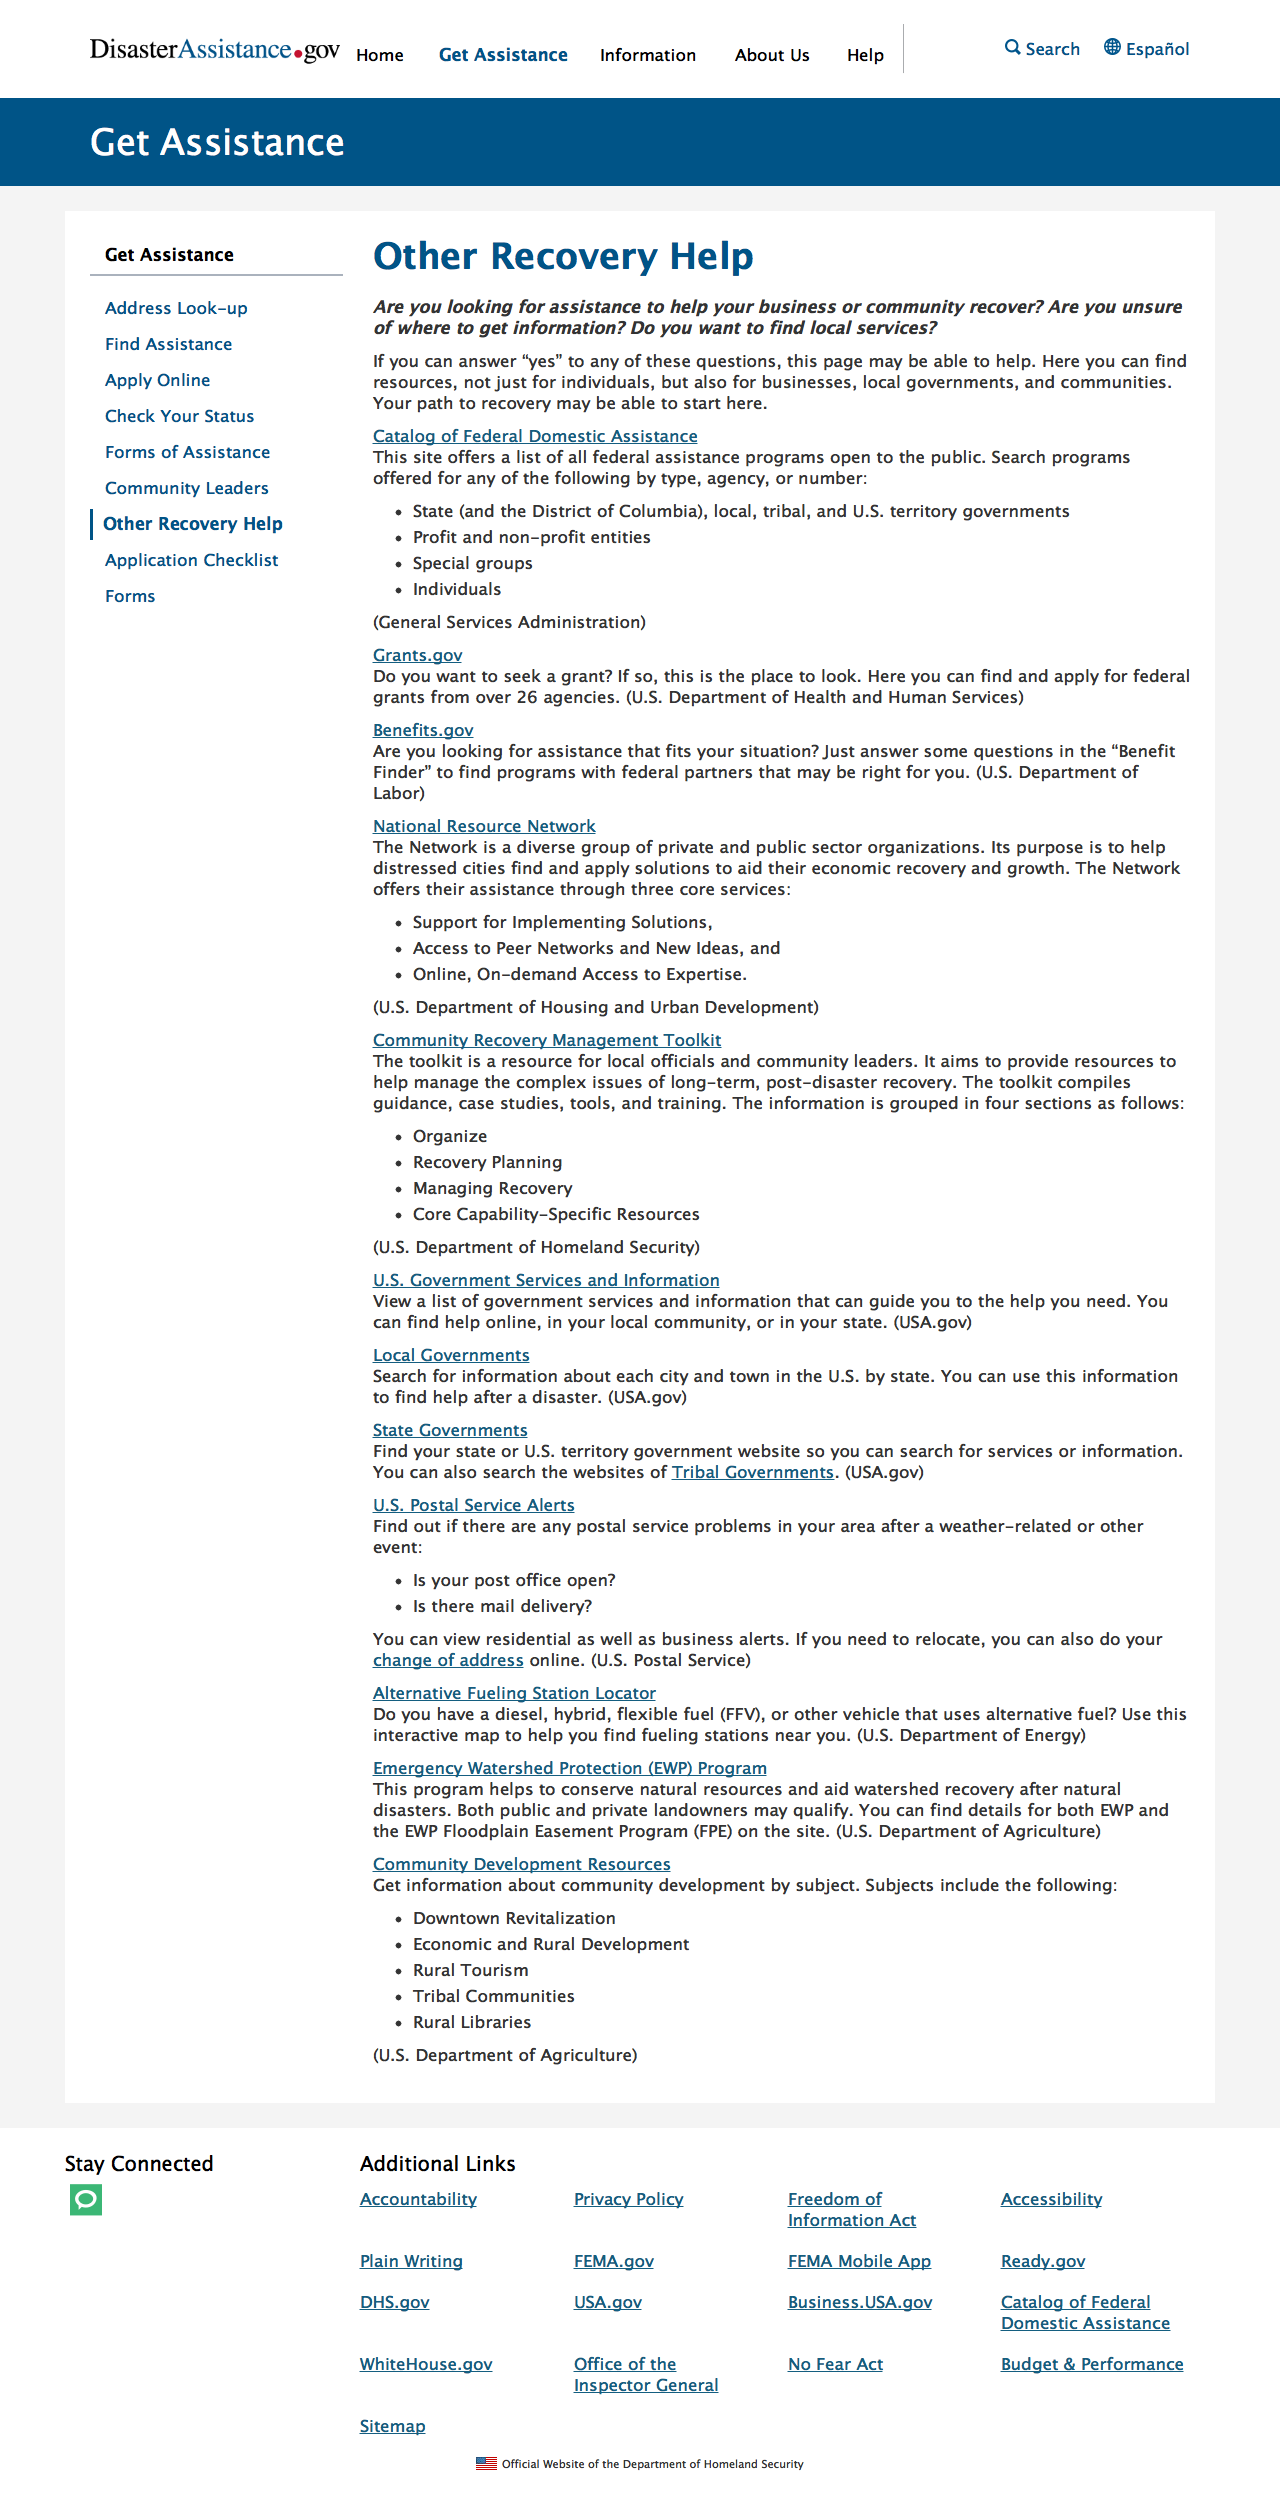 DisasterAssistance.gov
Home
Get Assistance
Information
About Us
Help
Search
Español
Get Assistance
Get Assistance
Address Look-up
Find Assistance
Apply Online
Check Your Status
Forms of Assistance
Community Leaders
Other Recovery Help
Application Checklist
Forms
Other Recovery Help
Are you looking for assistance to help your business or community recover? Are you unsure
of where to get information? Do you want to find local services?
If you can answer “yes” to any of these questions, this page may be able to help. Here you can find
resources, not just for individuals, but also for businesses, local governments, and communities.
Your path to recovery may be able to start here.
Catalog of Federal Domestic Assistance
This site offers a list of all federal assistance programs open to the public. Search programs
offered for any of the following by type, agency, or number:
• State (and the District of Columbia), local, tribal, and U.S. territory governments
• Profit and non-profit entities
• Special groups
• Individuals
(General Services Administration)
Grants.gov
Do you want to seek a grant? If so, this is the place to look. Here you can find and apply for federal
grants from over 26 agencies. (U.S. Department of Health and Human Services)
Benefits.gov
Are you looking for assistance that fits your situation? Just answer some questions in the “Benefit
Finder” to find programs with federal partners that may be right for you. (U.S. Department of
Labor)
National Resource Network
The Network is a diverse group of private and public sector organizations. Its purpose is to help
distressed cities find and apply solutions to aid their economic recovery and growth. The Network
offers their assistance through three core services:
• Support for Implementing Solutions,
• Access to Peer Networks and New Ideas, and
• Online, On-demand Access to Expertise.
(U.S. Department of Housing and Urban Development)
Community Recovery Management Toolkit
The toolkit is a resource for local officials and community leaders. It aims to provide resources to
help manage the complex issues of long-term, post-disaster recovery. The toolkit compiles
guidance, case studies, tools, and training. The information is grouped in four sections as follows:
• Organize
• Recovery Planning
• Managing Recovery
• Core Capability-Specific Resources
(U.S. Department of Homeland Security)
U.S. Government Services and Information
View a list of government services and information that can guide you to the help you need. You
can find help online, in your local community, or in your state. (USA.gov)
Local Governments
Search for information about each city and town in the U.S. by state. You can use this information
to find help after a disaster. (USA.gov)
State Governments
Find your state or U.S. territory government website so you can search for services or information.
You can also search the websites of Tribal Governments. (USA.gov)
U.S. Postal Service Alerts
Find out if there are any postal service problems in your area after a weather-related or other
event:
• Is your post office open?
• Is there mail delivery?
You can view residential as well as business alerts. If you need to relocate, you can also do your
change of address online. (U.S. Postal Service)
Alternative Fueling Station Locator
Do you have a diesel, hybrid, flexible fuel (FFV), or other vehicle that uses alternative fuel? Use this
interactive map to help you find fueling stations near you. (U.S. Department of Energy)
Emergency Watershed Protection (EWP) Program
This program helps to conserve natural resources and aid watershed recovery after natural
disasters. Both public and private landowners may qualify. You can find details for both EWP and
the EWP Floodplain Easement Program (FPE) on the site. (U.S. Department of Agriculture)
Community Development Resources
Get information about community development by subject. Subjects include the following:
• Downtown Revitalization
• Economic and Rural Development
• Rural Tourism
• Tribal Communities
• Rural Libraries
(U.S. Department of Agriculture)
Stay Connected
Additional Links
Accountability
Privacy Policy
Freedom of
Information Act
Accessibility
Plain Writing
FEMA.gov
FEMA Mobile App
Ready.gov
DHS.gov
USA.gov
Business.USA.gov
Catalog of Federal
Domestic Assistance
WhiteHouse.gov
Office of the
Inspector General
No Fear Act
Budget & Performance
Sitemap
Official Website of the Department of Homeland Security